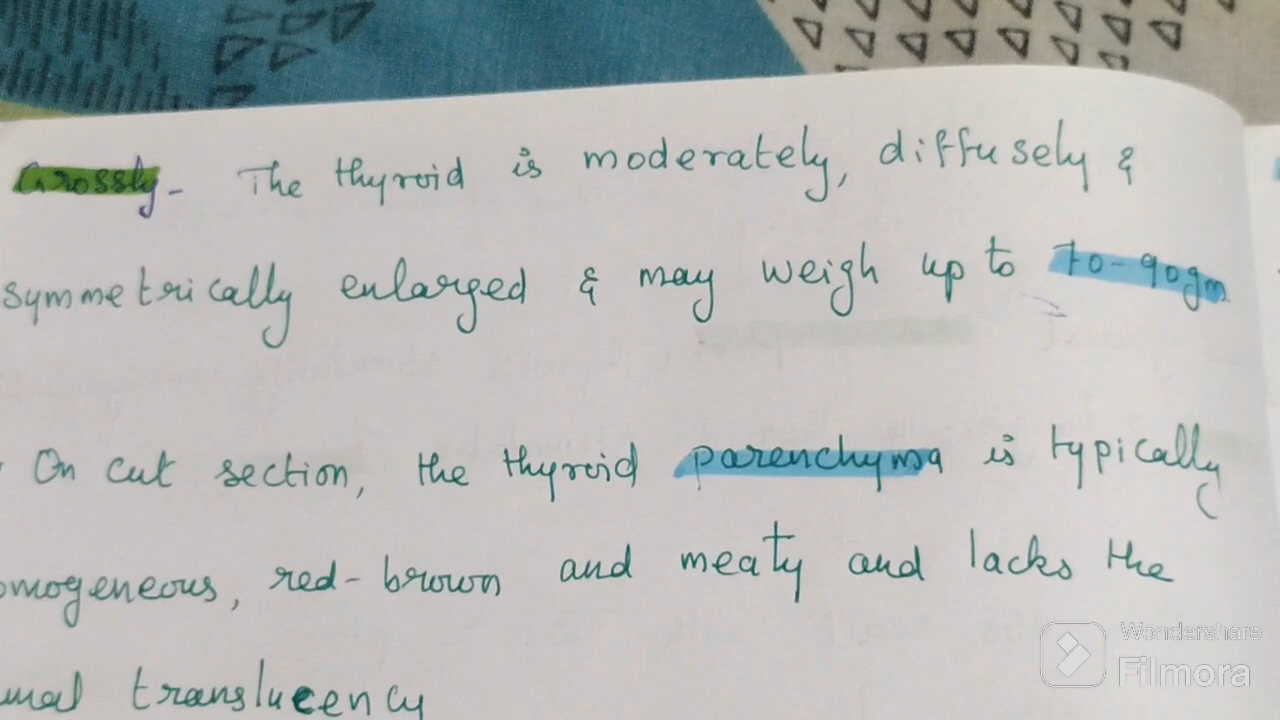 Grossly - The thyroid is moderately, diffusely &
symmetrically enlarged & may weigh up to 70-90gm
On cut section, the thyroid parenchyma is typically
omogeneous, red-brown and meaty and lacks the
mal translucency
Wondershare
Filmora